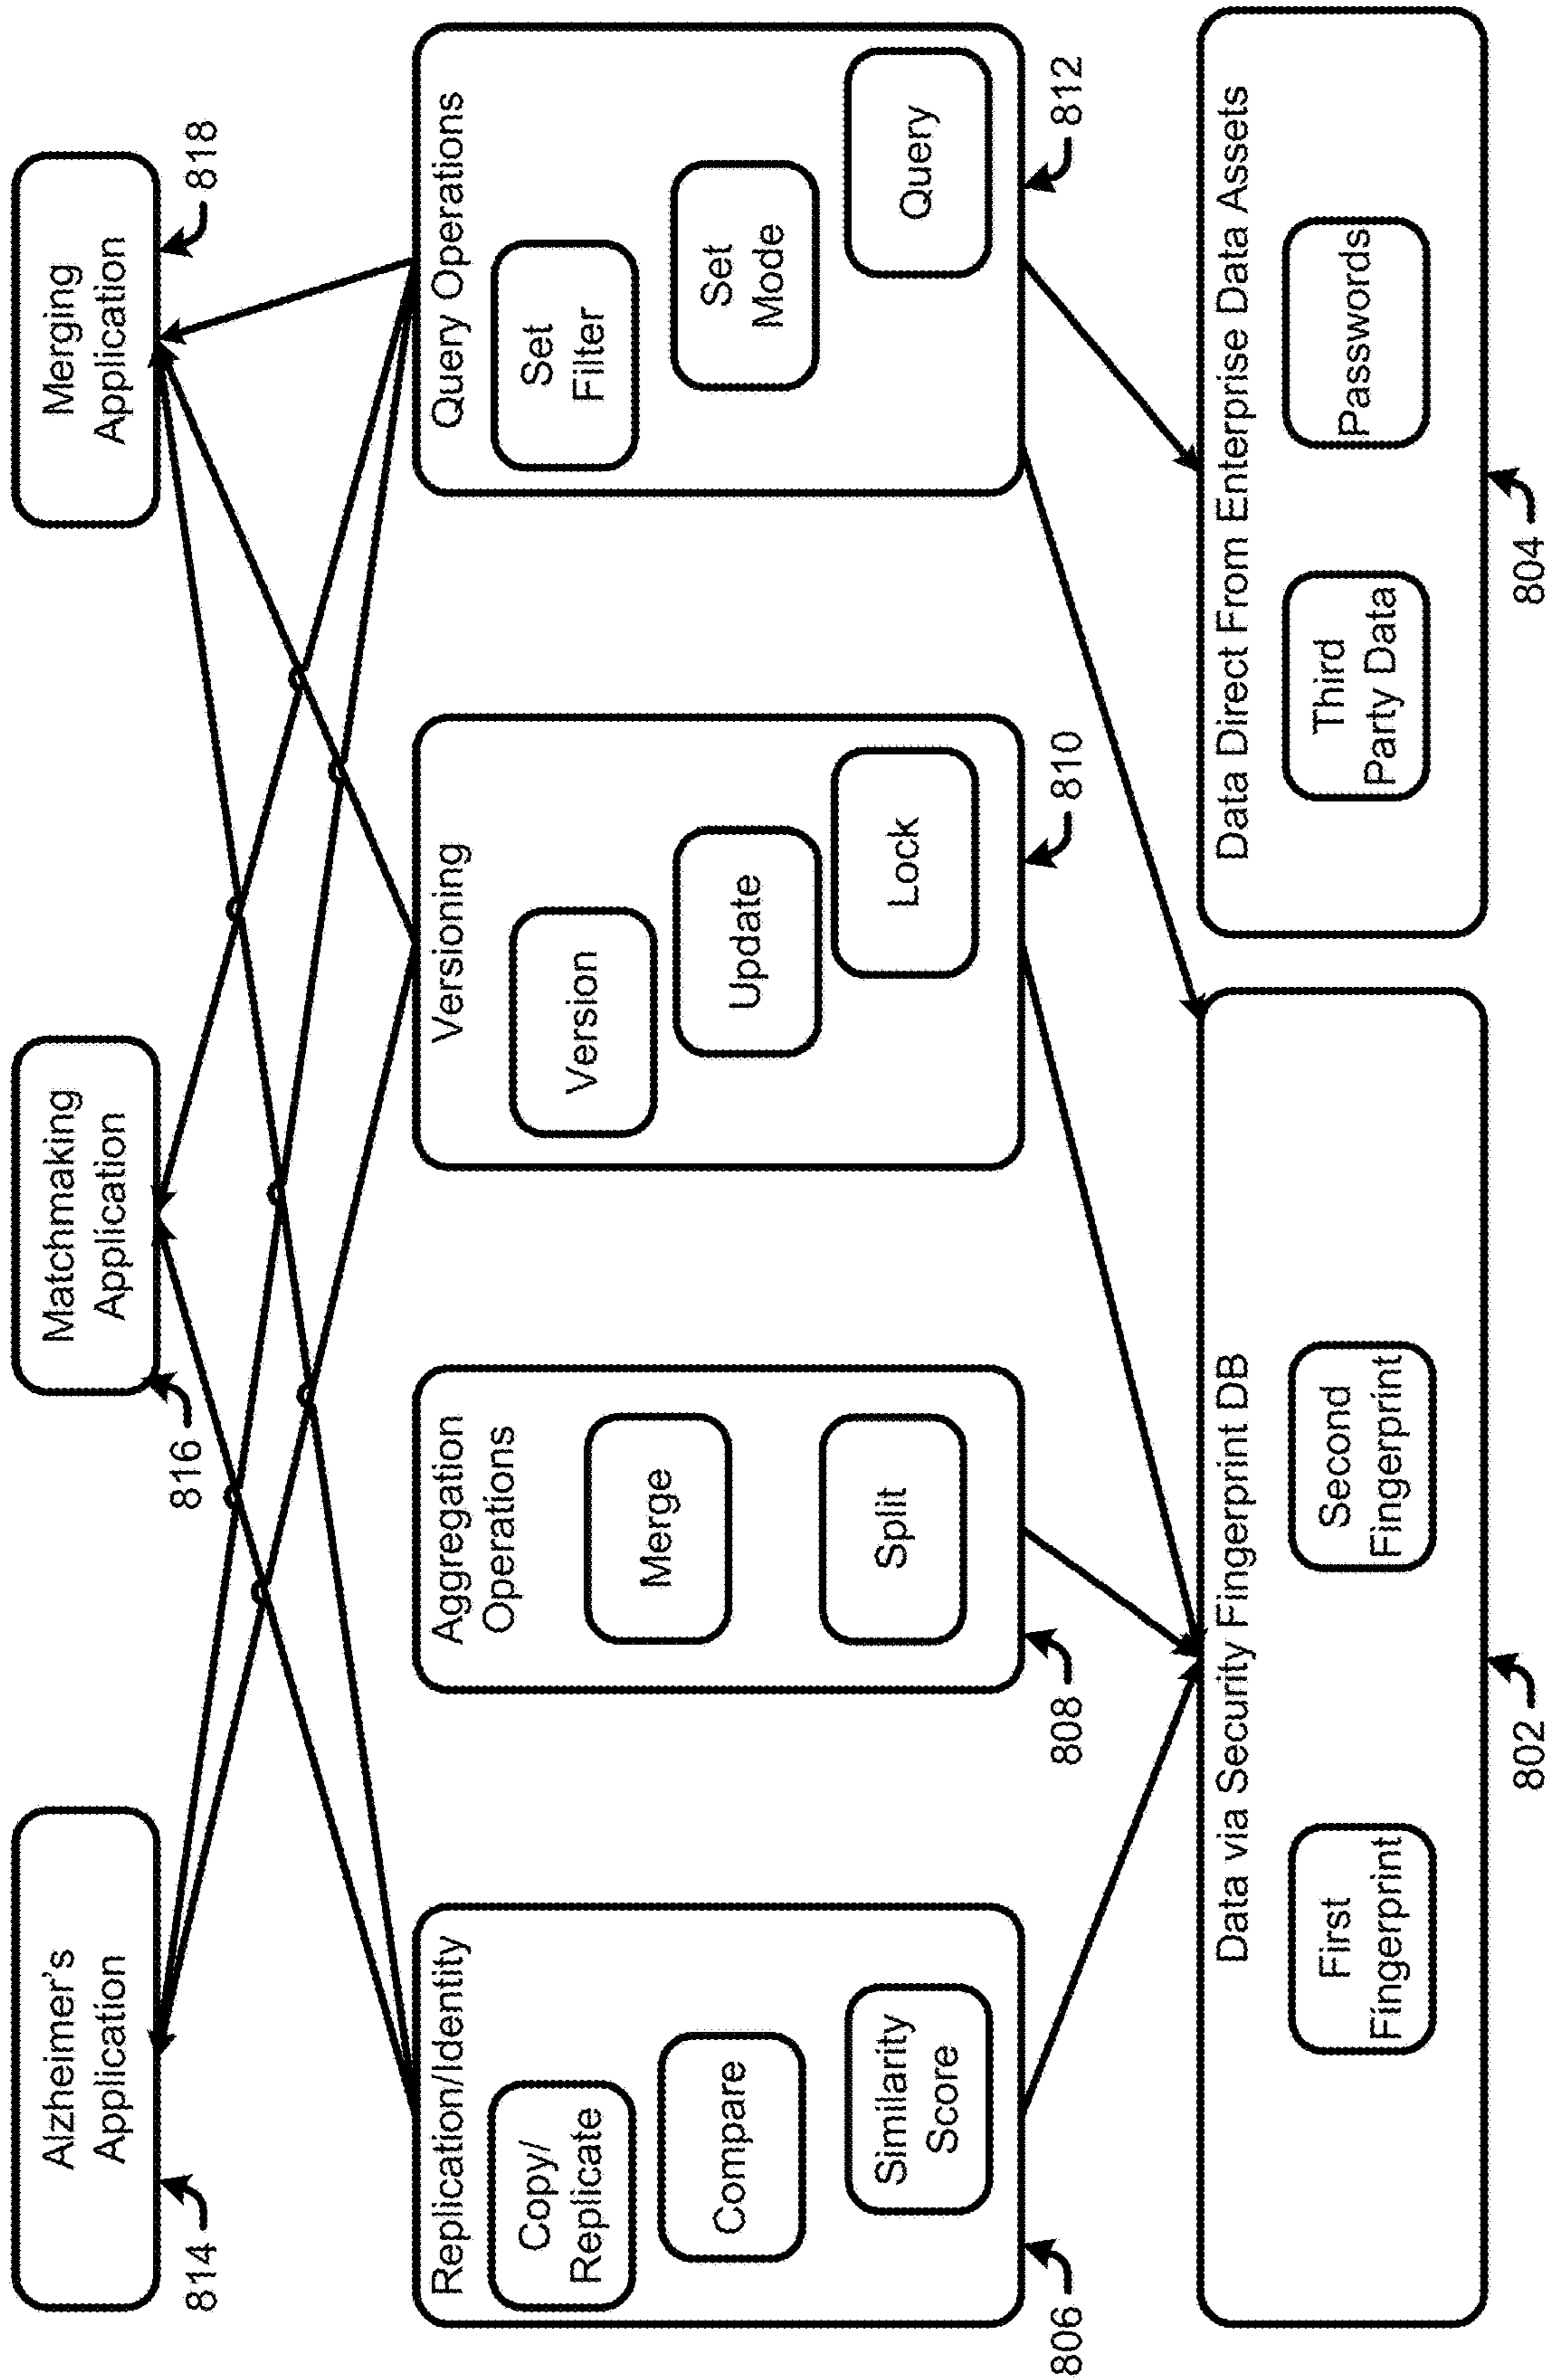 Alzheimer's
Application
814
Matchmaking
Application
816
Merging
Application
818
Replication/Identity
Copy/
Replicate
Compare
Similarity
Score
806
Aggregation
Operations
Merge
Split
808
Versioning
Version
Update
Lock
810
Query Operations
Set
Filter
Set
Mode
Query
812
Data via Security Fingerprint DB
First
Fingerprint
Second
Fingerprint
802
Data Direct From Enterprise Data Assets
Third
Party Data
Passwords
804